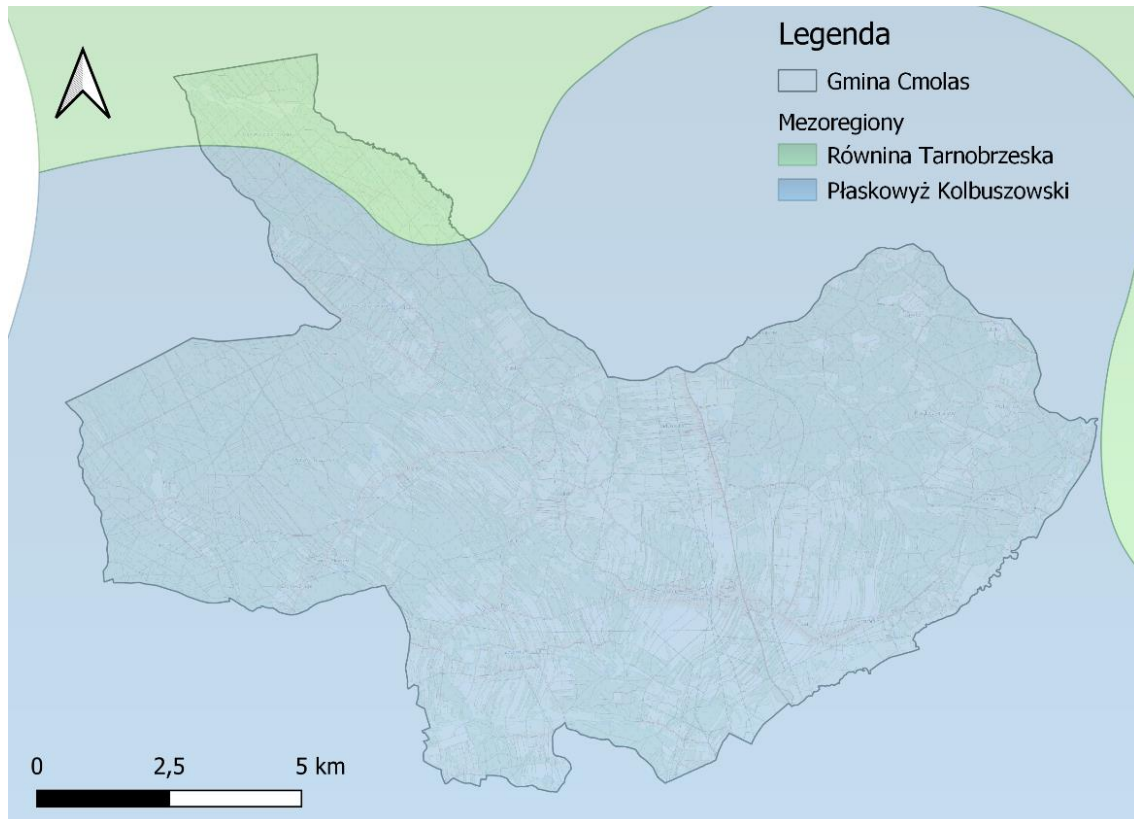 Legenda
Gmina Cmolas
Mezoregiony
Równina Tarnobrzeska
Płaskowyż Kolbuszowski
0 2,5 5 km